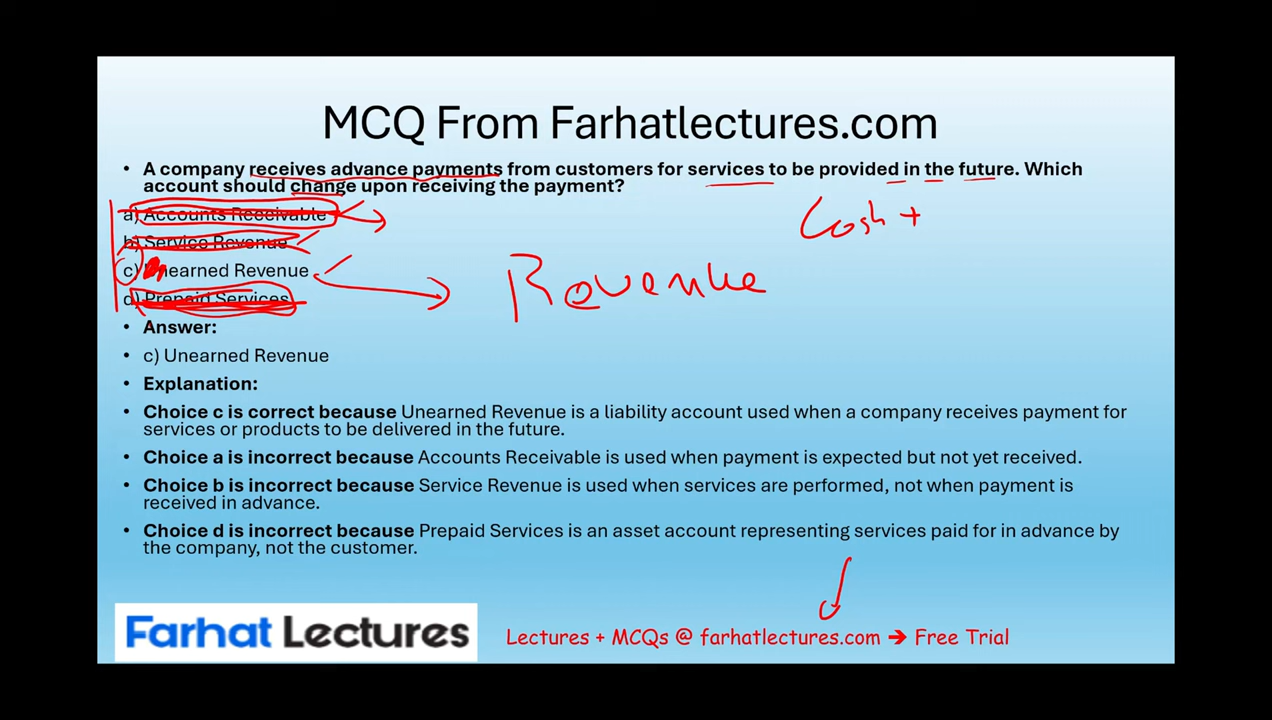 MCQ From Farhatlectures.com
• A company receives advance payments from customers for services to be provided in the future. Which
account should change upon receiving the payment?
a) Accounts Receivable
Cash +
b) Service Revenue
c) Unearned Revenue
Revenue
d) Prepaid Services
• Answer:
• c) Unearned Revenue
• Explanation:
• Choice c is correct because Unearned Revenue is a liability account used when a company receives payment for
services or products to be delivered in the future.
• Choice a is incorrect because Accounts Receivable is used when payment is expected but not yet received.
• Choice b is incorrect because Service Revenue is used when services are performed, not when payment is
received in advance.
• Choice d is incorrect because Prepaid Services is an asset account representing services paid for in advance by
the company, not the customer.
Farhat Lectures
Lectures + MCQs @ farhatlectures.com ➔ Free Trial